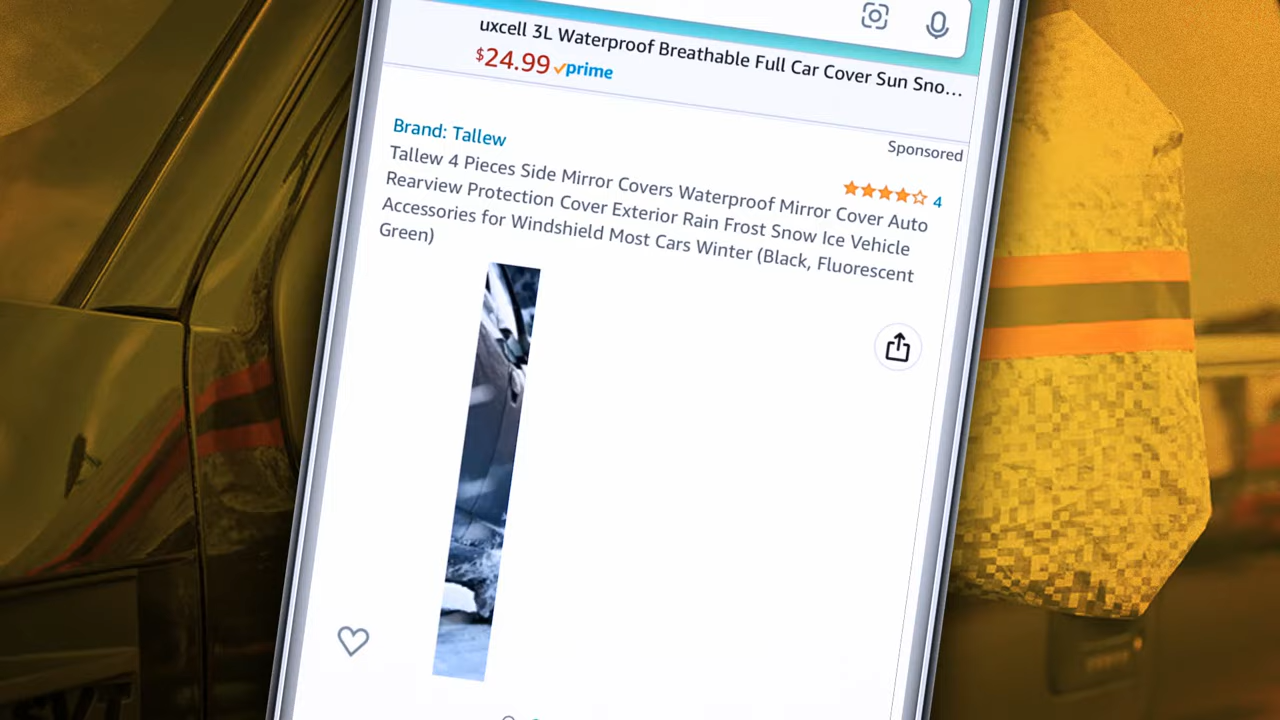 uxcell 3L Waterproof Breathable Full Car Cover Sun Sno...
$24.99 prime
Sponsored
Brand: Tallew
4
Tallew 4 Pieces Side Mirror Covers Waterproof Mirror Cover Auto
Rearview Protection Cover Exterior Rain Frost Snow Ice Vehicle
Accessories for Windshield Most Cars Winter (Black, Fluorescent
Green)